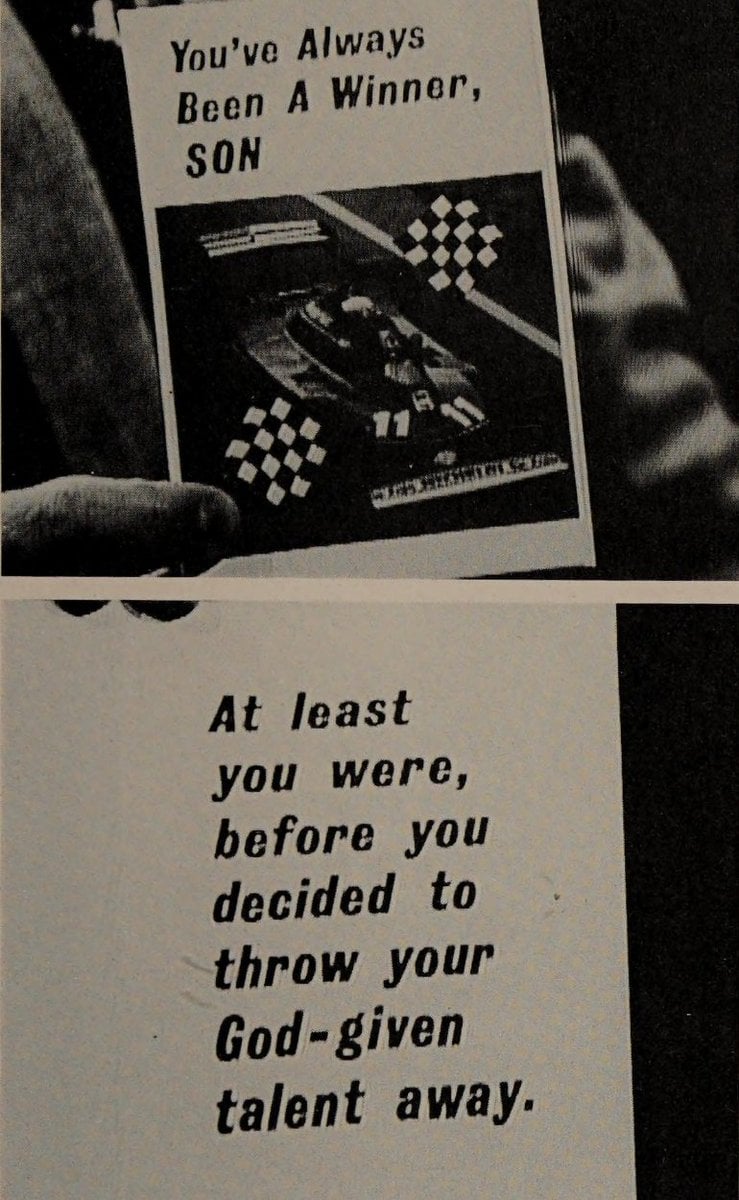 You've Always
Been A Winner,
SON
11
At least
you were,
before you
decided to
throw your
God-given
talent away.